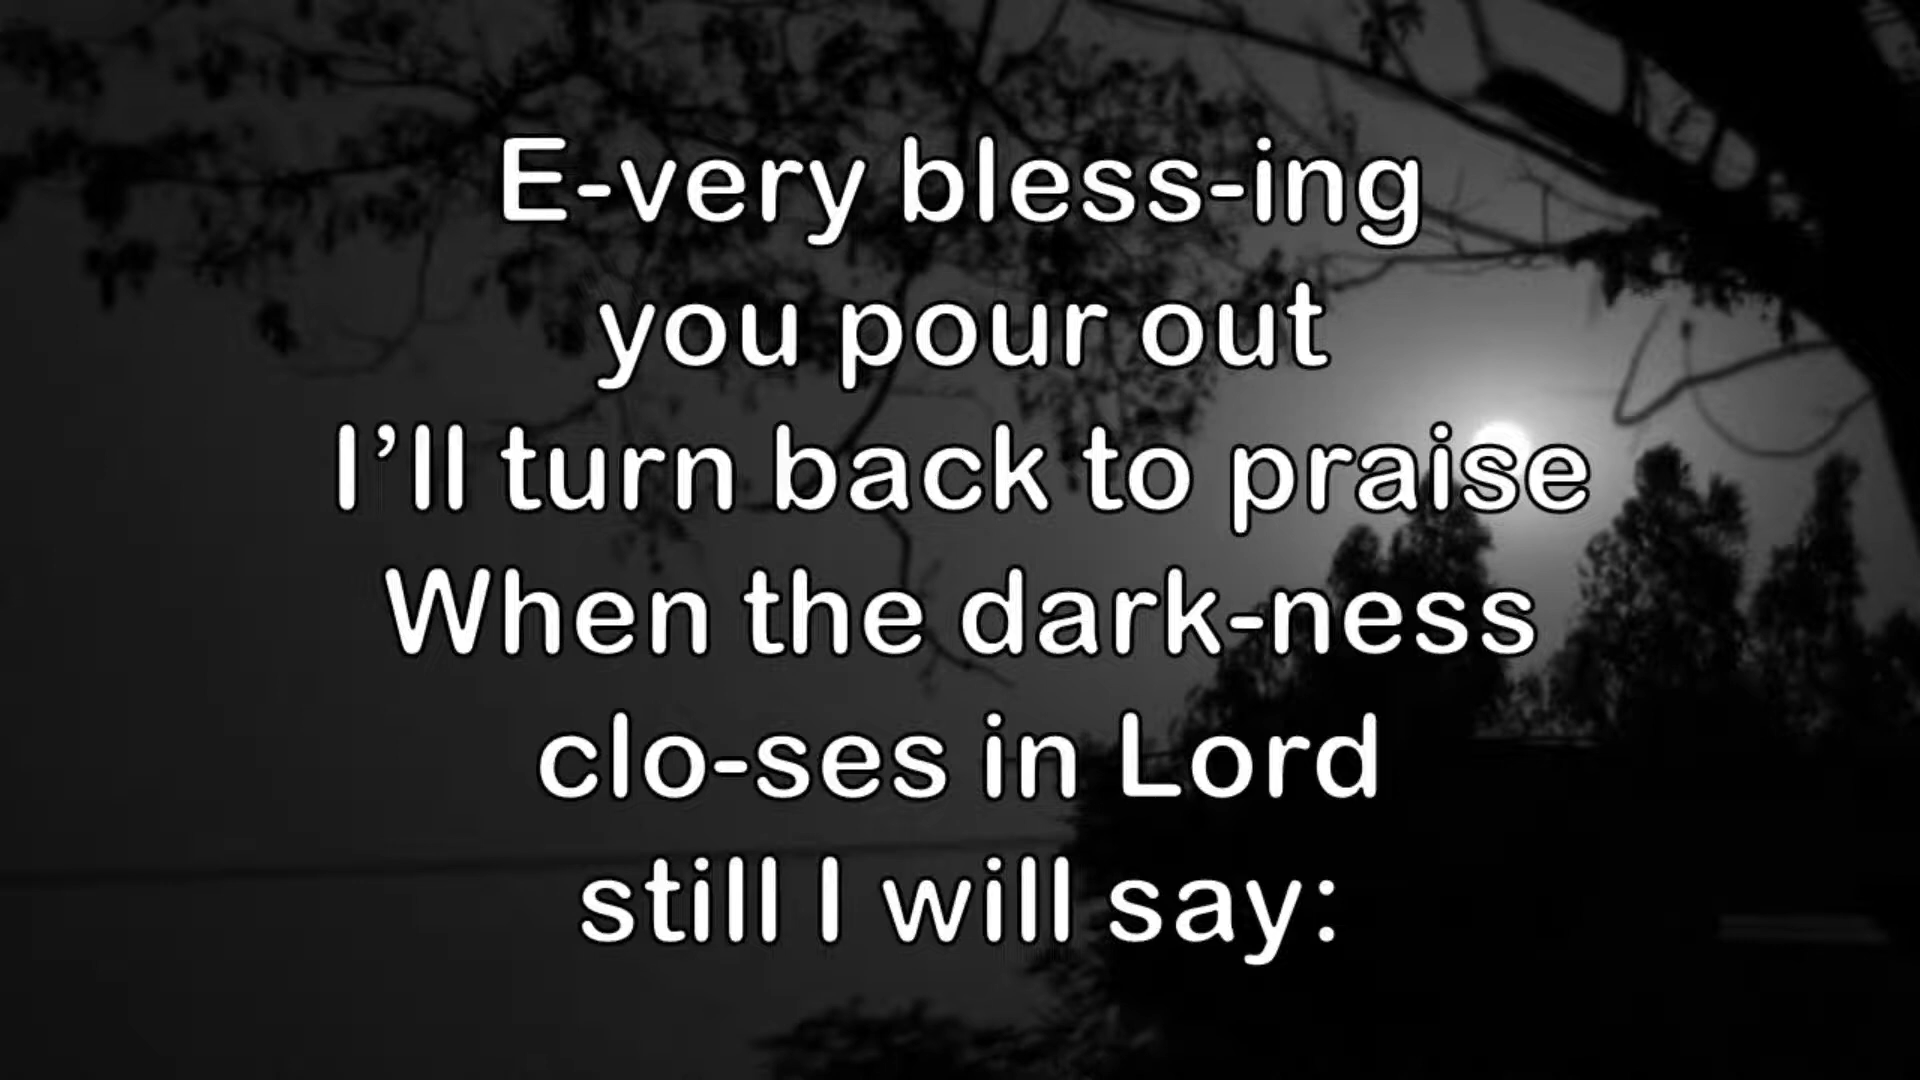 E-very bless-ing
you pour out
I’ll turn back to praise
When the dark-ness
clo-ses in Lord
still I will say: